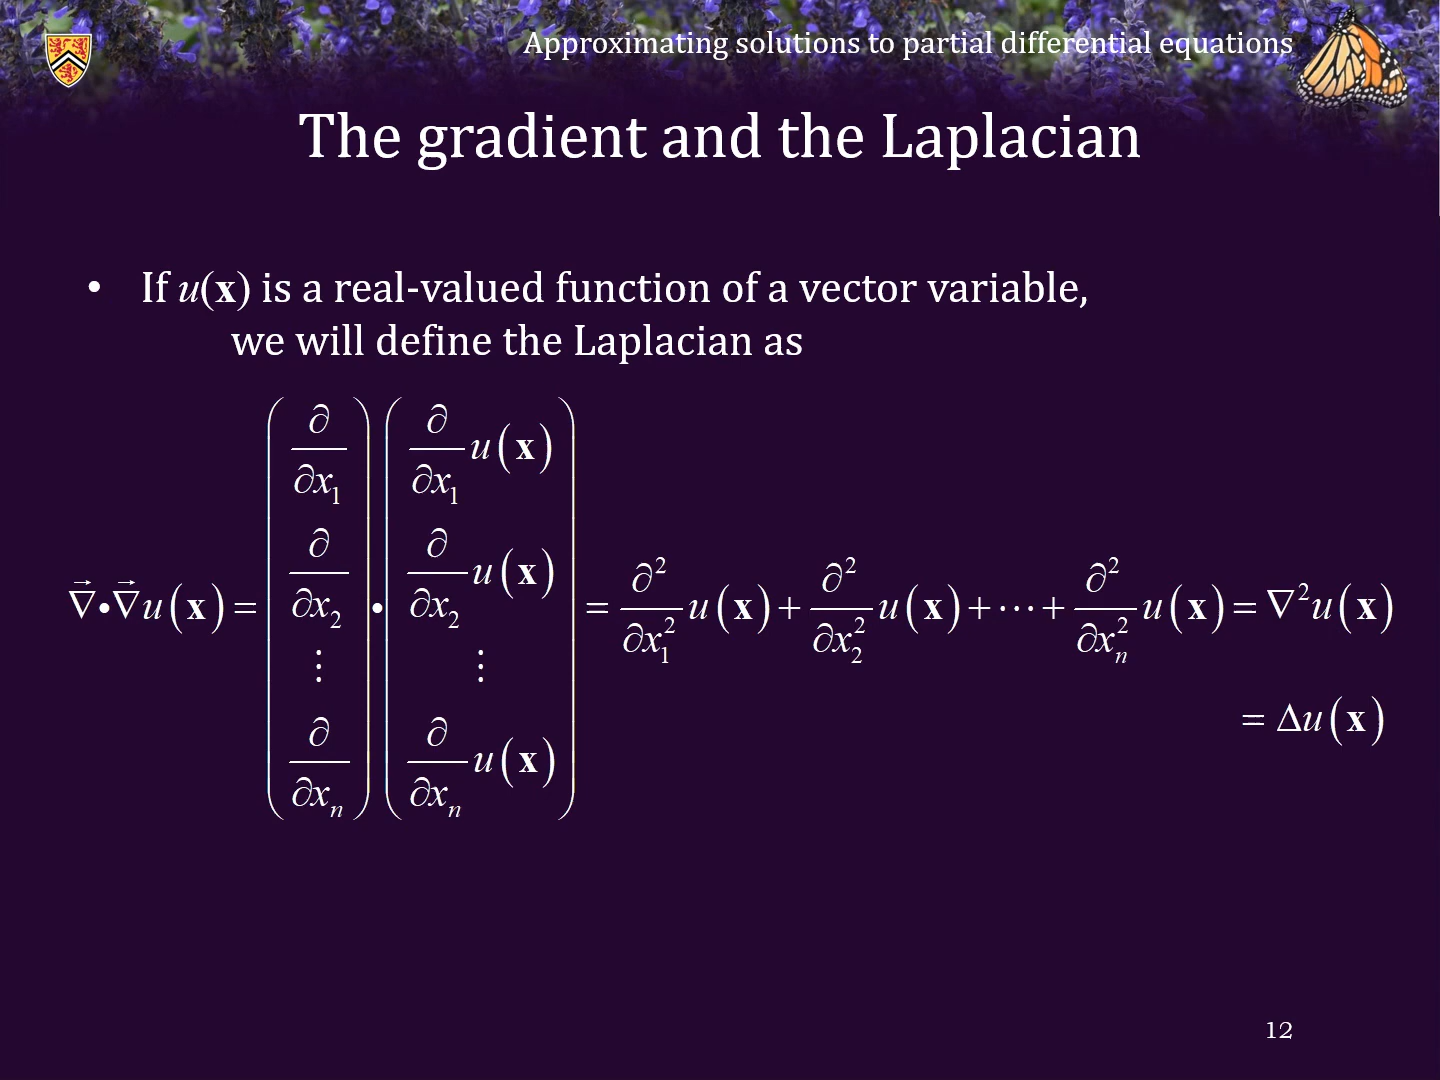 Approximating solutions to partial differential equations
The gradient and the Laplacian
• If u(x) is a real-valued function of a vector variable,
we will define the Laplacian as
∇⃗•∇⃗u(x) = (∂/∂x₁ ∂/∂x₂ ⋮ ∂/∂xₙ) • (∂/∂x₁ u(x) ∂/∂x₂ u(x) ⋮ ∂/∂xₙ u(x)) = ∂²/∂x₁² u(x) + ∂²/∂x₂² u(x) + ⋯ + ∂²/∂xₙ² u(x) = ∇²u(x)
= Δu(x)
12